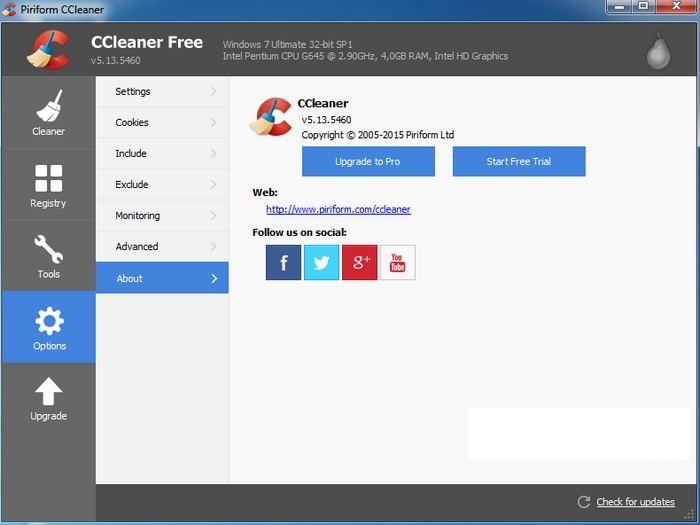 Piriform CCleaner
CCleaner Free
v5.13.5460
Windows 7 Ultimate 32-bit SP1
Intel Pentium CPU G645 @ 2.90GHz, 4,0GB RAM, Intel HD Graphics
Cleaner
Registry
Tools
Options
Upgrade
Settings
Cookies
Include
Exclude
Monitoring
Advanced
About
CCleaner
v5.13.5460
Copyright © 2005-2015 Piriform Ltd
Upgrade to Pro
Start Free Trial
Web:
http://www.piriform.com/ccleaner
Follow us on social:
f
g+
You
Tube
Check for updates